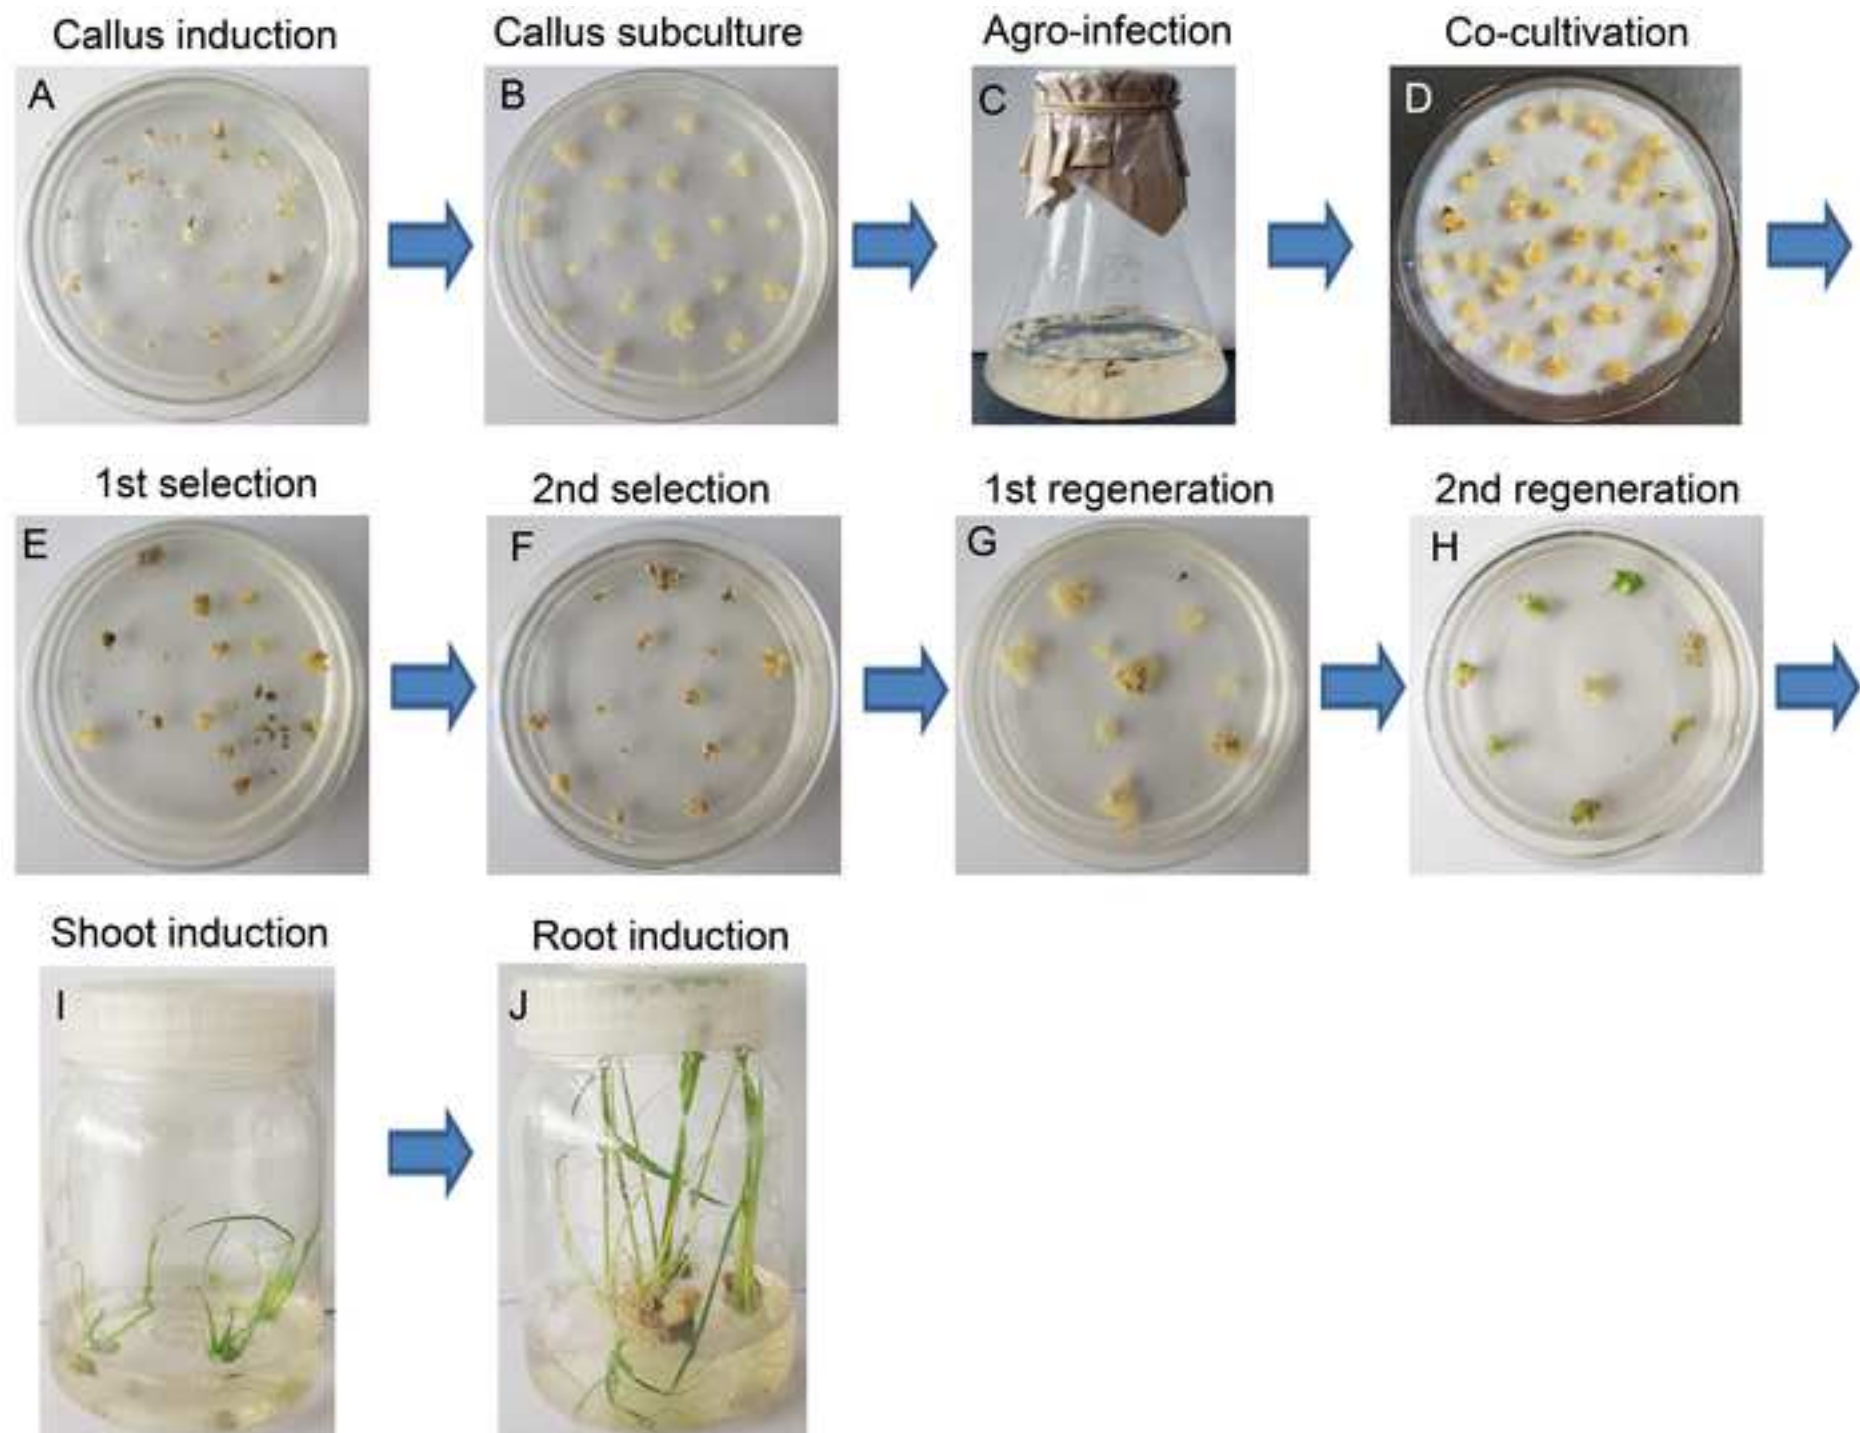 Callus induction
Callus subculture
Agro-infection
Co-cultivation
A
B
C
D
1st selection
2nd selection
1st regeneration
2nd regeneration
E
F
G
H
Shoot induction
Root induction
I
J